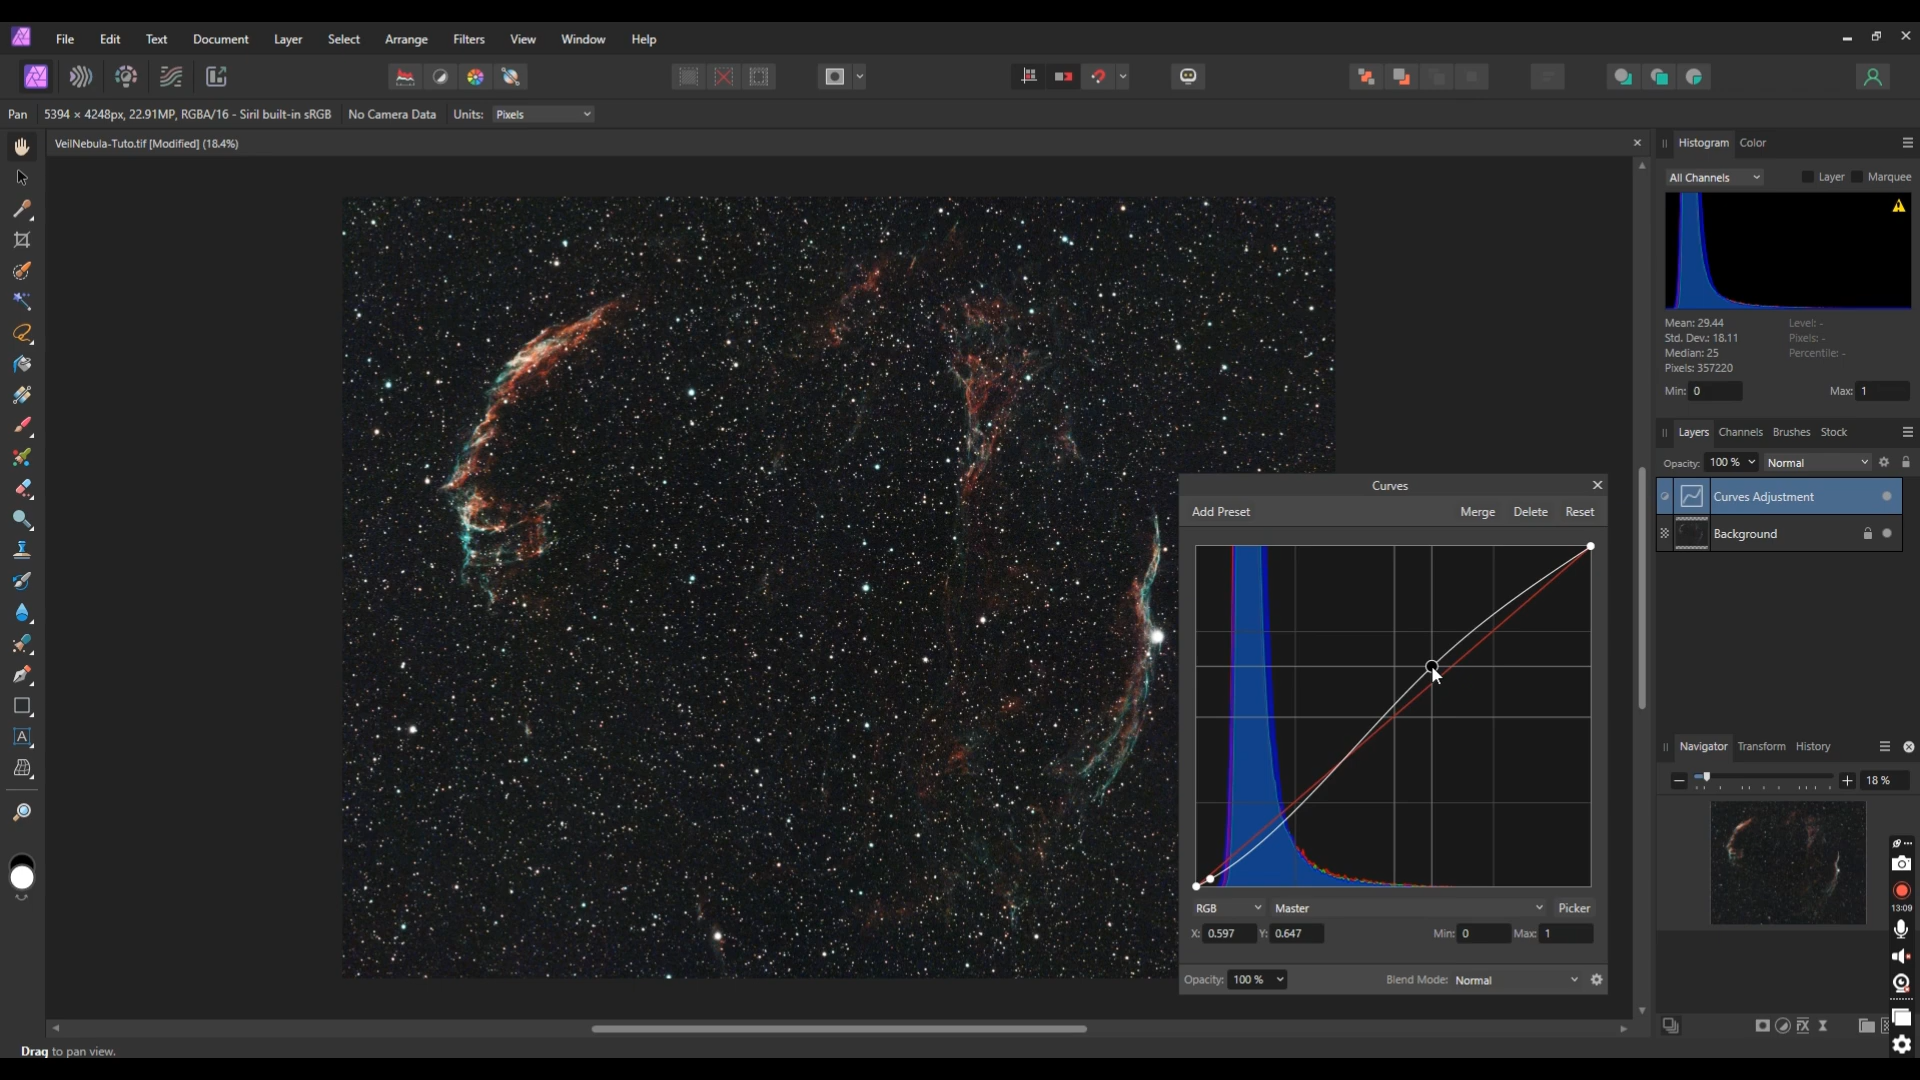 File Edit Text Document Layer Select Arrange Filters View Window Help
Pan 5394 × 4248px, 22.91MP, RGBA/16 - Siril built-in sRGB No Camera Data Units: Pixels
VeilNebula-Tuto.tif [Modified] (18.4%)
Histogram Color
All Channels Layer Marquee
Mean: 29.44 Level: -
Std. Dev.: 18.11 Pixels: -
Median: 25 Percentile: -
Pixels: 357220
Min: 0 Max: 1
Layers Channels Brushes Stock
Opacity: 100 % Normal
Curves Adjustment
Background
Curves
Add Preset Merge Delete Reset
RGB Master Picker
X: 0.597 Y: 0.647 Min: 0 Max: 1
Opacity: 100 % Blend Mode: Normal
Navigator Transform History
18 %
13:09
A
FX
Drag to pan view.